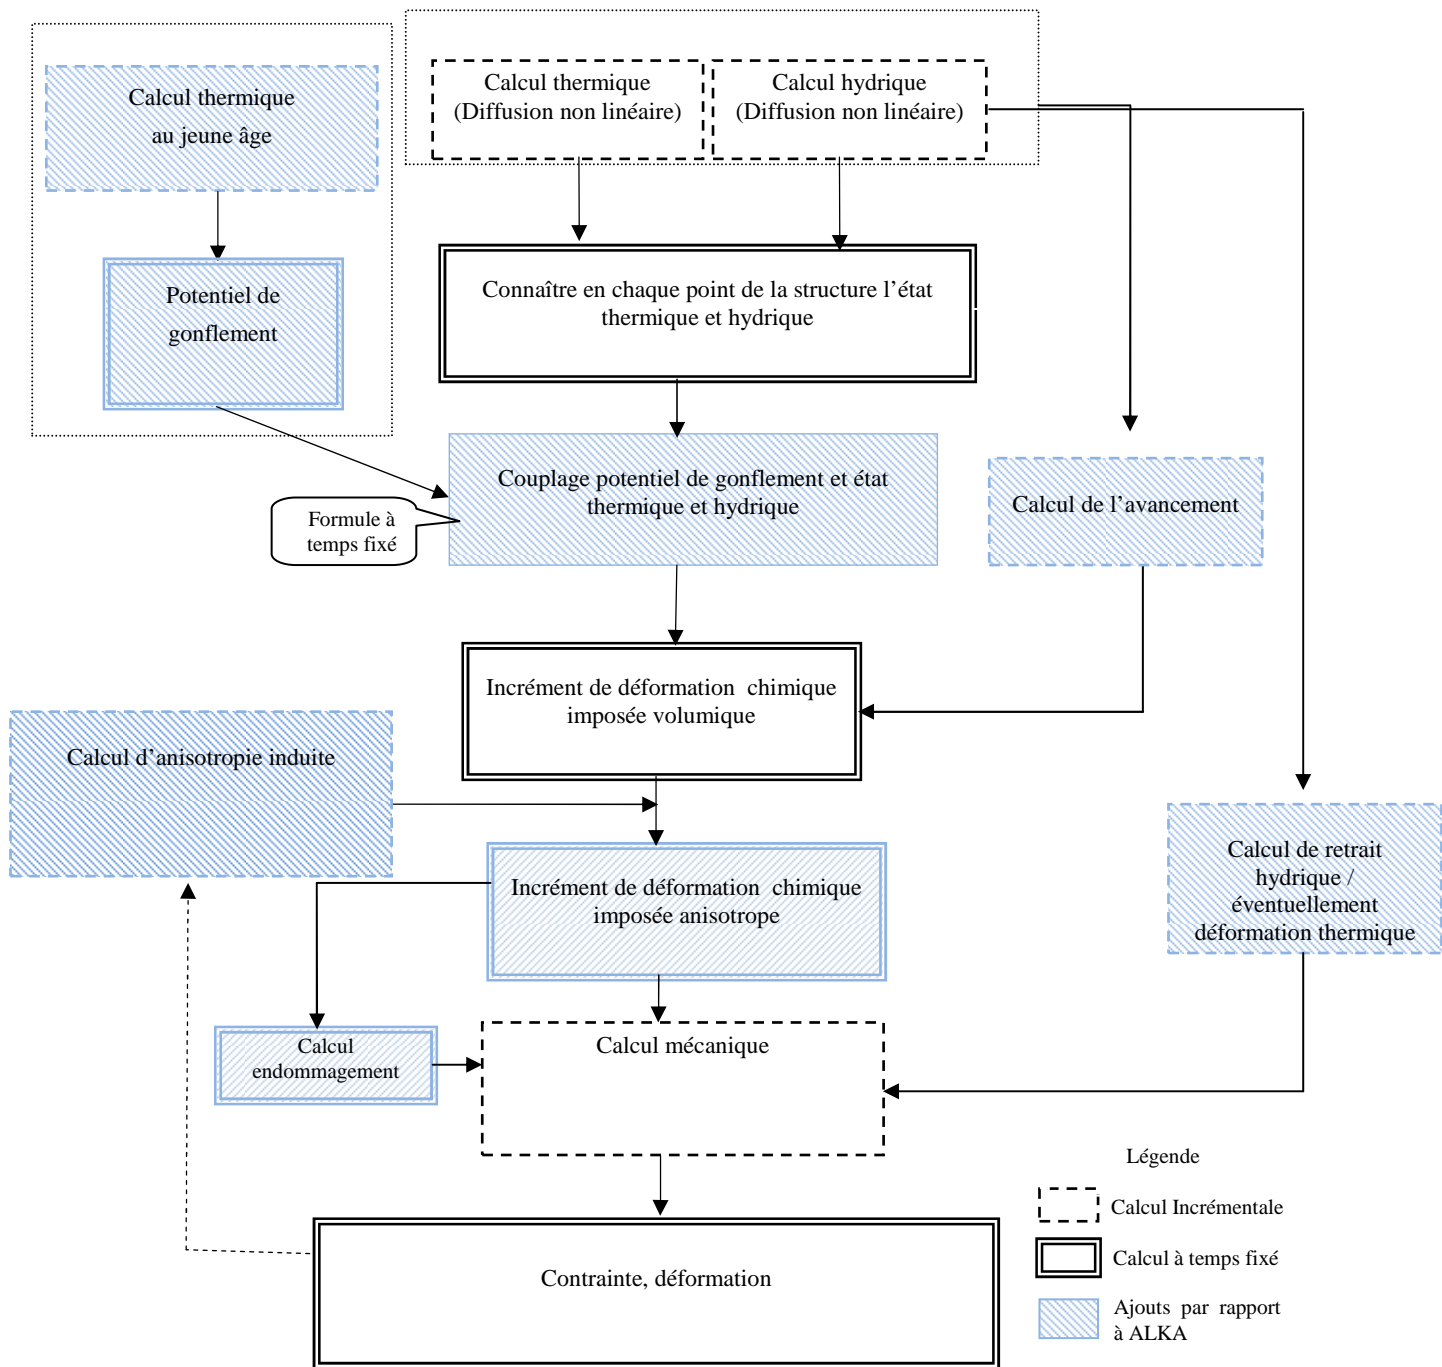 Calcul thermique
au jeune âge
Calcul thermique
(Diffusion non linéaire)
Calcul hydrique
(Diffusion non linéaire)
Potentiel de
gonflement
Connaître en chaque point de la structure l’état
thermique et hydrique
Couplage potentiel de gonflement et état
thermique et hydrique
Formule à
temps fixé
Calcul de l’avancement
Incrément de déformation chimique
imposée volumique
Calcul d’anisotropie induite
Incrément de déformation chimique
imposée anisotrope
Calcul de retrait
hydrique /
éventuellement
déformation thermique
Calcul
endommagement
Calcul mécanique
Contrainte, déformation
Légende
Calcul Incrémentale
Calcul à temps fixé
Ajouts par rapport
à ALKA